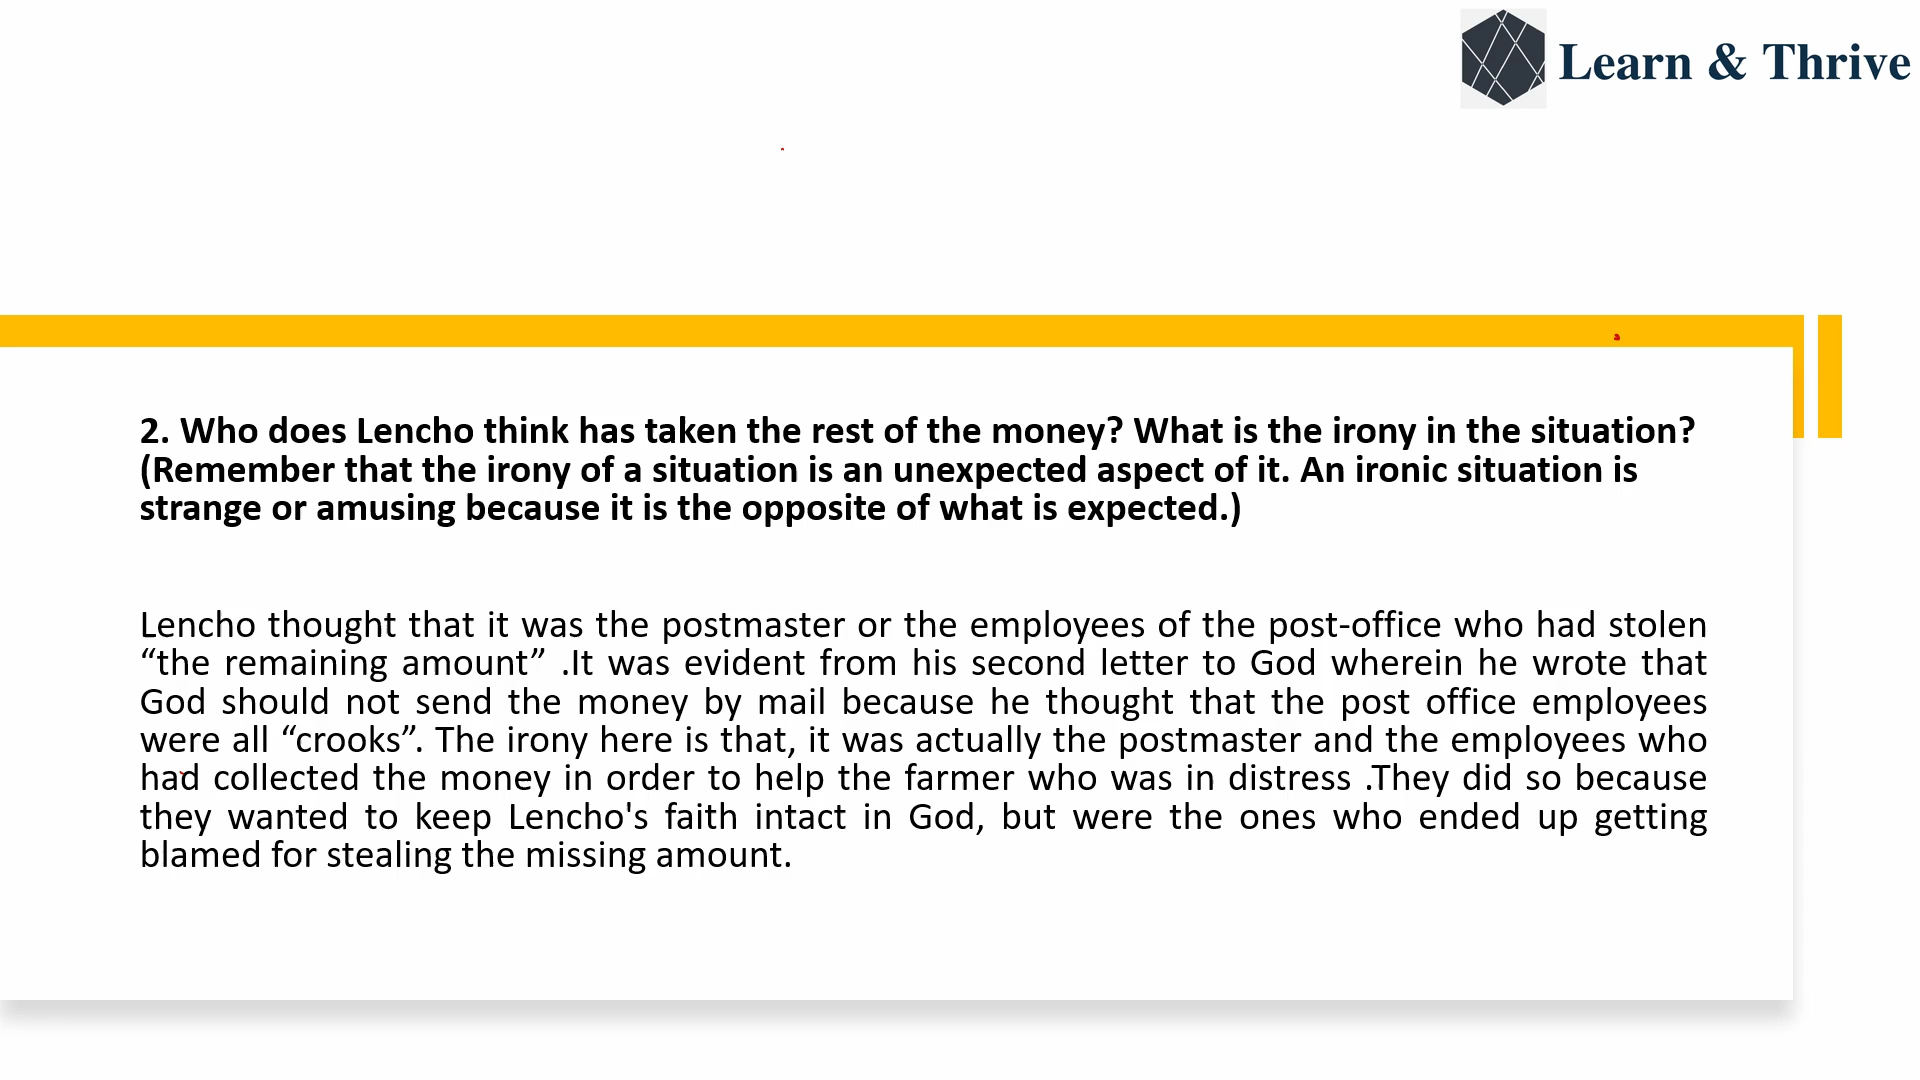 Learn & Thrive
2. Who does Lencho think has taken the rest of the money? What is the irony in the situation?
(Remember that the irony of a situation is an unexpected aspect of it. An ironic situation is
strange or amusing because it is the opposite of what is expected.)
Lencho thought that it was the postmaster or the employees of the post-office who had stolen
“the remaining amount” .It was evident from his second letter to God wherein he wrote that
God should not send the money by mail because he thought that the post office employees
were all “crooks”. The irony here is that, it was actually the postmaster and the employees who
had collected the money in order to help the farmer who was in distress .They did so because
they wanted to keep Lencho's faith intact in God, but were the ones who ended up getting
blamed for stealing the missing amount.